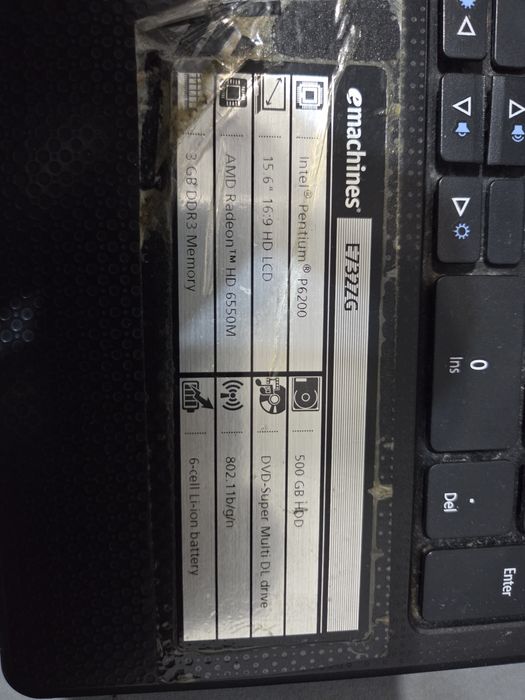 emachines® E732ZG
Intel® Pentium® P6200
500 GB HDD
15.6" 16:9 HD LCD
DVD-Super Multi DL drive
AMD Radeon™ HD 6550M
802.11b/g/n
3 GB DDR3 Memory
6-cell Li-ion battery
0
Ins
.
Del
Enter